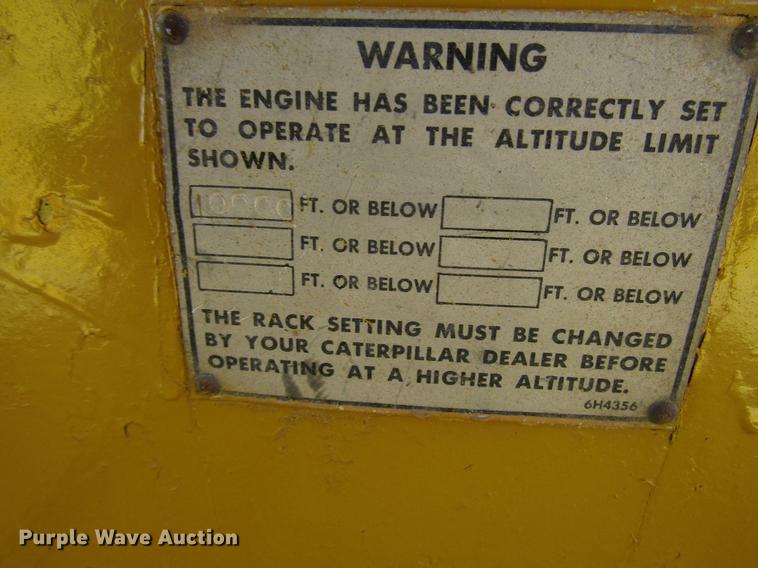 WARNING
THE ENGINE HAS BEEN CORRECTLY SET
TO OPERATE AT THE ALTITUDE LIMIT
SHOWN.
10000 FT. OR BELOW FT. OR BELOW
FT. OR BELOW FT. OR BELOW
FT. OR BELOW FT. OR BELOW
THE RACK SETTING MUST BE CHANGED
BY YOUR CATERPILLAR DEALER BEFORE
OPERATING AT A HIGHER ALTITUDE.
6H4356
Purple Wave Auction